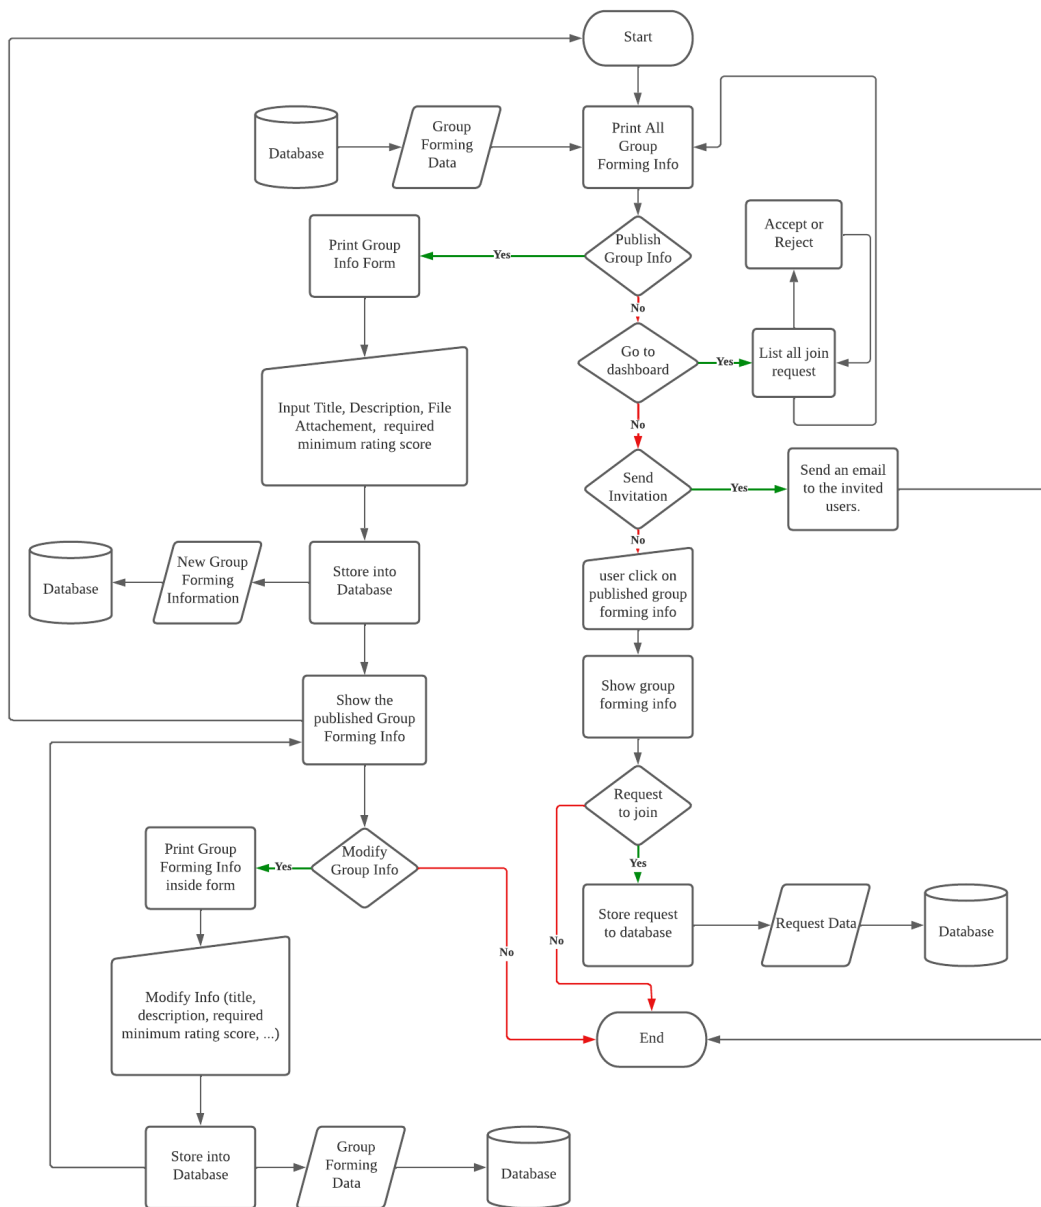 Start
Database
Group
Forming
Data
Print All
Group
Forming Info
Print Group
Info Form
Yes
Publish
Group Info
Accept or
Reject
No
Go to
dashboard
Yes
List all join
request
Input Title, Description, File
Attachement, required
minimum rating score
No
Send
Invitation
Yes
Send an email
to the invited
users.
No
Database
New Group
Forming
Information
Sttore into
Database
user click on
published group
forming info
Show the
published Group
Forming Info
Show group
forming info
Request
to join
Print Group
Forming Info
inside form
Yes
Modify
Group Info
Yes
Store request
to database
Request Data
Database
No
No
Modify Info (title,
description, required
minimum rating score, ...)
End
Store into
Database
Group
Forming
Data
Database